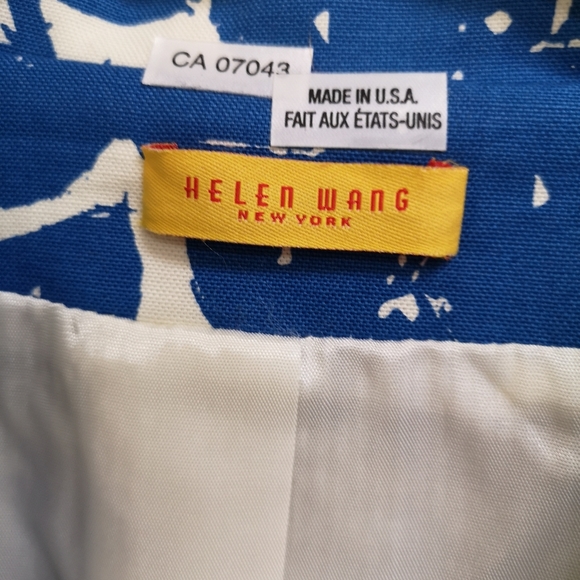 CA 07043
MADE IN U.S.A.
FAIT AUX ÉTATS-UNIS
HELEN WANG
NEW YORK